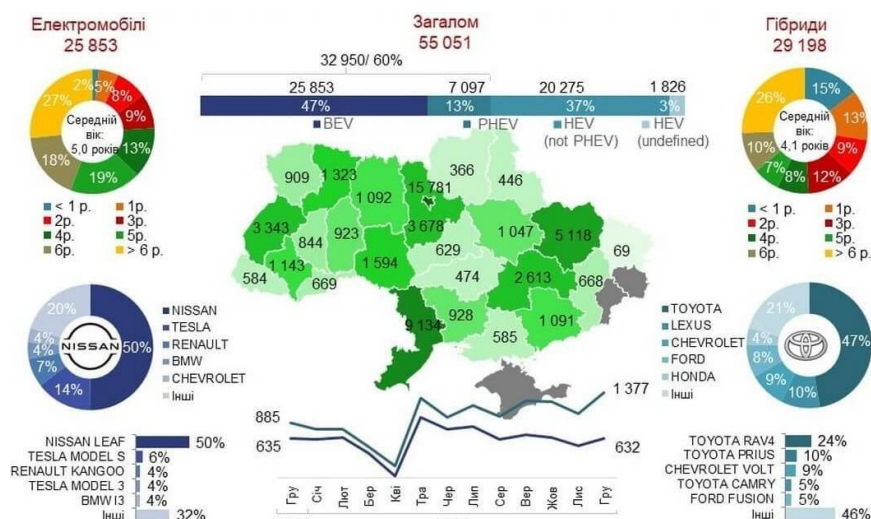 Електромобілі
25 853
Загалом
55 051
Гібриди
29 198
32 950/ 60%
25 853
7 097
20 275
1 826
47%
13%
37%
3%
BEV
PHEV
HEV
(not PHEV)
HEV
(undefined)
2%
5%
8%
9%
13%
19%
18%
27%
Середній
вік:
5,0 років
< 1 р.
1р.
2р.
3р.
4р.
5р.
6р.
> 6 р.
15%
13%
9%
12%
8%
7%
10%
26%
Середній
вік:
4,1 років
< 1 р.
1р.
2р.
3р.
4р.
5р.
6р.
> 6 р.
909
1 323
1 092
15 781
366
446
3 343
844
923
3 678
629
1 047
5 118
69
584
1 143
669
1 594
474
2 613
668
9 134
928
585
1 091
20%
4%
4%
7%
14%
50%
NISSAN
NISSAN
TESLA
RENAULT
BMW
CHEVROLET
Інші
TOYOTA
LEXUS
CHEVROLET
FORD
HONDA
Інші
21%
4%
8%
9%
10%
47%
885
635
1 377
632
Гру
Січ
Лют
Бер
Кві
Тра
Чер
Лип
Сер
Вер
Жов
Лис
Гру
NISSAN LEAF 50%
TESLA MODEL S 6%
RENAULT KANGOO 4%
TESLA MODEL 3 4%
BMW I3 4%
Інші 32%
TOYOTA RAV4 24%
TOYOTA PRIUS 10%
CHEVROLET VOLT 9%
TOYOTA CAMRY 5%
FORD FUSION 5%
Інші 46%